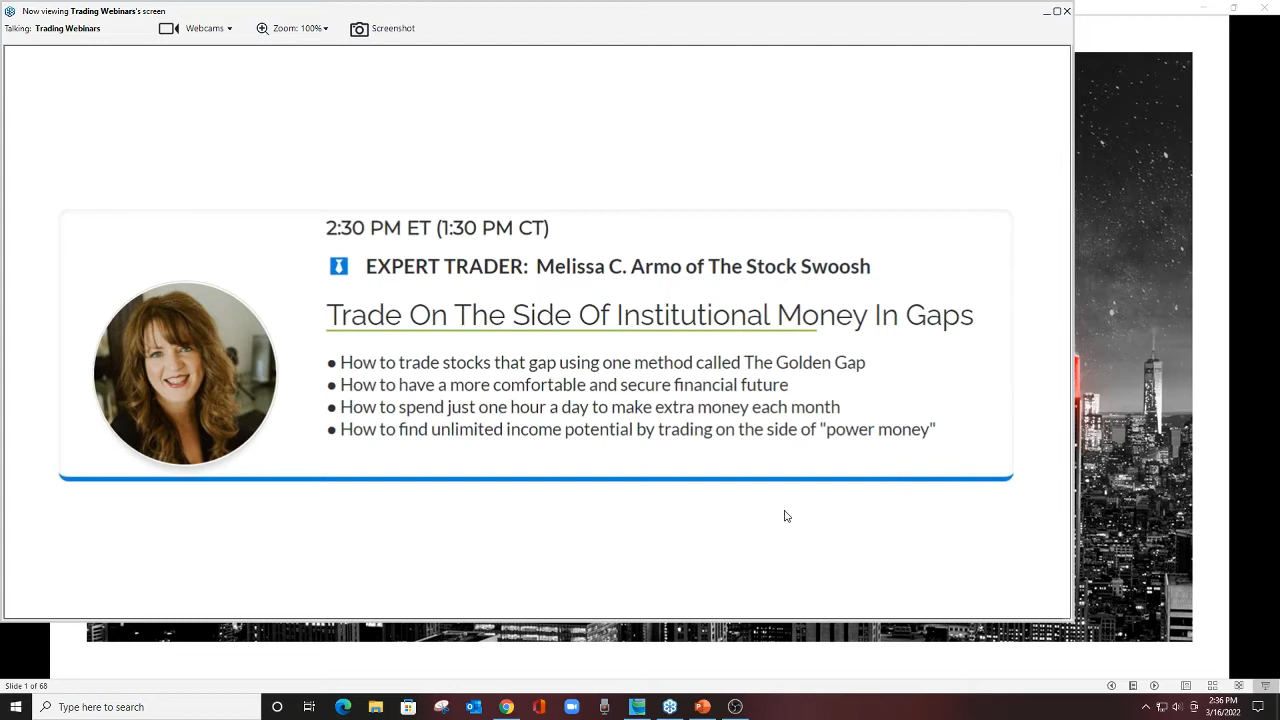 Now viewing Trading Webinars's screen
Talking: Trading Webinars
Webcams
Zoom: 100%
Screenshot
2:30 PM ET (1:30 PM CT)
EXPERT TRADER: Melissa C. Armo of The Stock Swoosh
Trade On The Side Of Institutional Money In Gaps
● How to trade stocks that gap using one method called The Golden Gap
● How to have a more comfortable and secure financial future
● How to spend just one hour a day to make extra money each month
● How to find unlimited income potential by trading on the side of "power money"
Slide 1 of 68
Type here to search
2:36 PM
3/16/2022